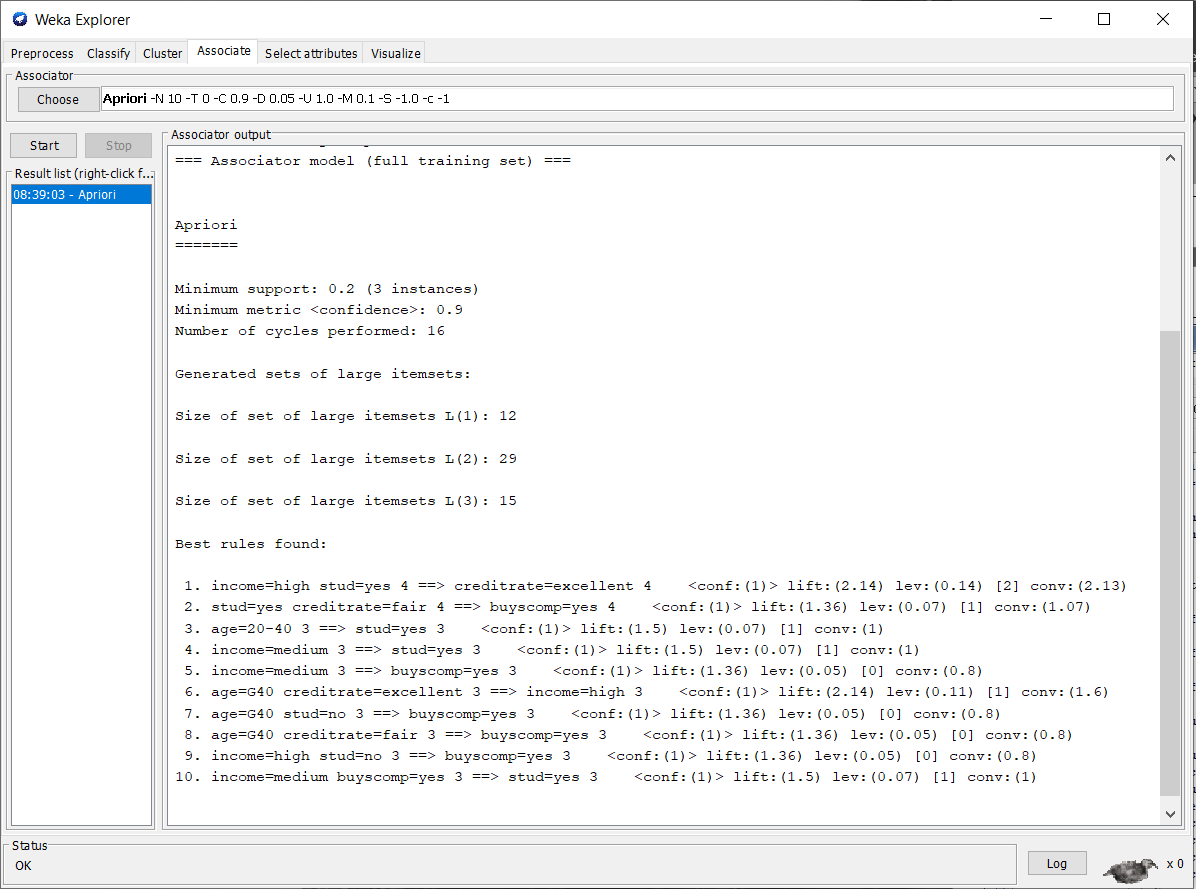 Weka Explorer
Preprocess Classify Cluster Associate Select attributes Visualize
Associator
Choose Apriori -N 10 -T 0 -C 0.9 -D 0.05 -U 1.0 -M 0.1 -S -1.0 -c -1
Start Stop
Result list (right-click f...
08:39:03 - Apriori
Associator output
=== Associator model (full training set) ===
Apriori
=======
Minimum support: 0.2 (3 instances)
Minimum metric <confidence>: 0.9
Number of cycles performed: 16
Generated sets of large itemsets:
Size of set of large itemsets L(1): 12
Size of set of large itemsets L(2): 29
Size of set of large itemsets L(3): 15
Best rules found:
1. income=high stud=yes 4 ==> creditrate=excellent 4 <conf:(1)> lift:(2.14) lev:(0.14) [2] conv:(2.13)
2. stud=yes creditrate=fair 4 ==> buyscomp=yes 4 <conf:(1)> lift:(1.36) lev:(0.07) [1] conv:(1.07)
3. age=20-40 3 ==> stud=yes 3 <conf:(1)> lift:(1.5) lev:(0.07) [1] conv:(1)
4. income=medium 3 ==> stud=yes 3 <conf:(1)> lift:(1.5) lev:(0.07) [1] conv:(1)
5. income=medium 3 ==> buyscomp=yes 3 <conf:(1)> lift:(1.36) lev:(0.05) [0] conv:(0.8)
6. age=G40 creditrate=excellent 3 ==> income=high 3 <conf:(1)> lift:(2.14) lev:(0.11) [1] conv:(1.6)
7. age=G40 stud=no 3 ==> buyscomp=yes 3 <conf:(1)> lift:(1.36) lev:(0.05) [0] conv:(0.8)
8. age=G40 creditrate=fair 3 ==> buyscomp=yes 3 <conf:(1)> lift:(1.36) lev:(0.05) [0] conv:(0.8)
9. income=high stud=no 3 ==> buyscomp=yes 3 <conf:(1)> lift:(1.36) lev:(0.05) [0] conv:(0.8)
10. income=medium buyscomp=yes 3 ==> stud=yes 3 <conf:(1)> lift:(1.5) lev:(0.07) [1] conv:(1)
Status
OK
Log
x 0